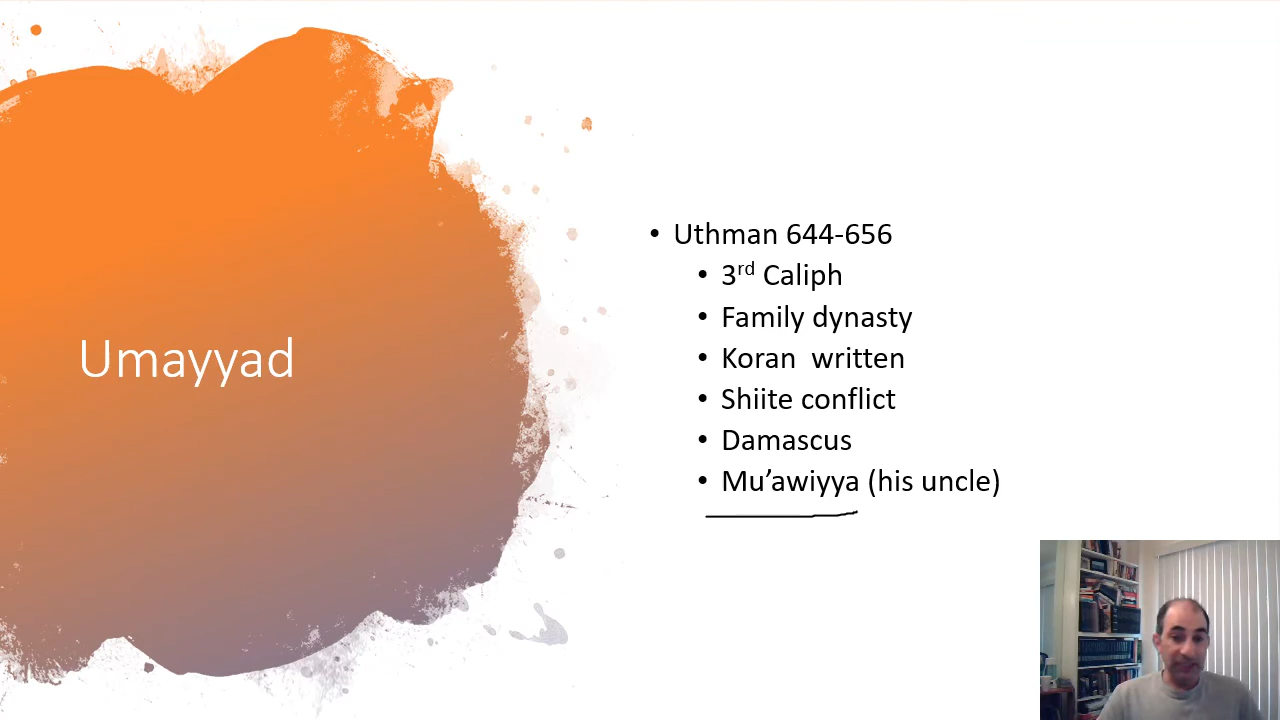 Umayyad
• Uthman 644-656
• 3rd Caliph
• Family dynasty
• Koran  written
• Shiite conflict
• Damascus
• Mu’awiyya (his uncle)